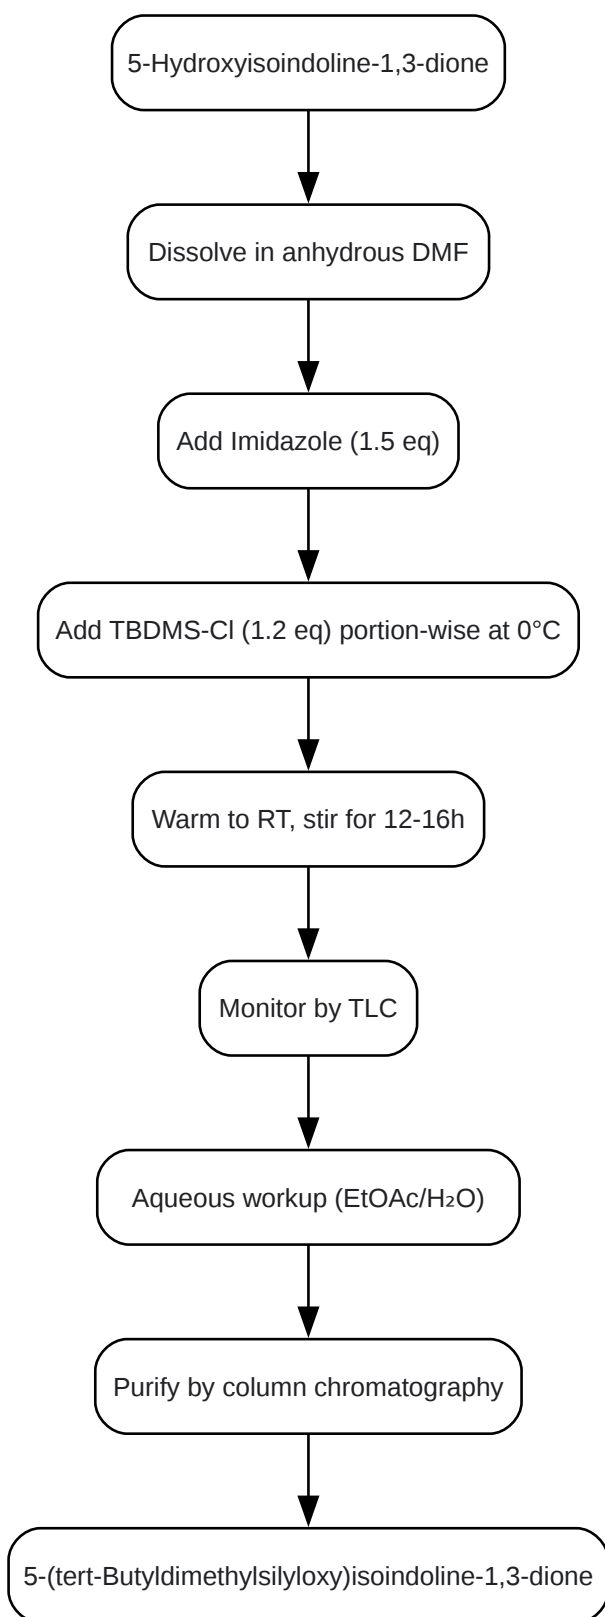 5-Hydroxyisoindoline-1,3-dione
Dissolve in anhydrous DMF
Add Imidazole (1.5 eq)
Add TBDMS-Cl (1.2 eq) portion-wise at 0°C
Warm to RT, stir for 12-16h
Monitor by TLC
Aqueous workup (EtOAc/H₂O)
Purify by column chromatography
5-(tert-Butyldimethylsilyloxy)isoindoline-1,3-dione